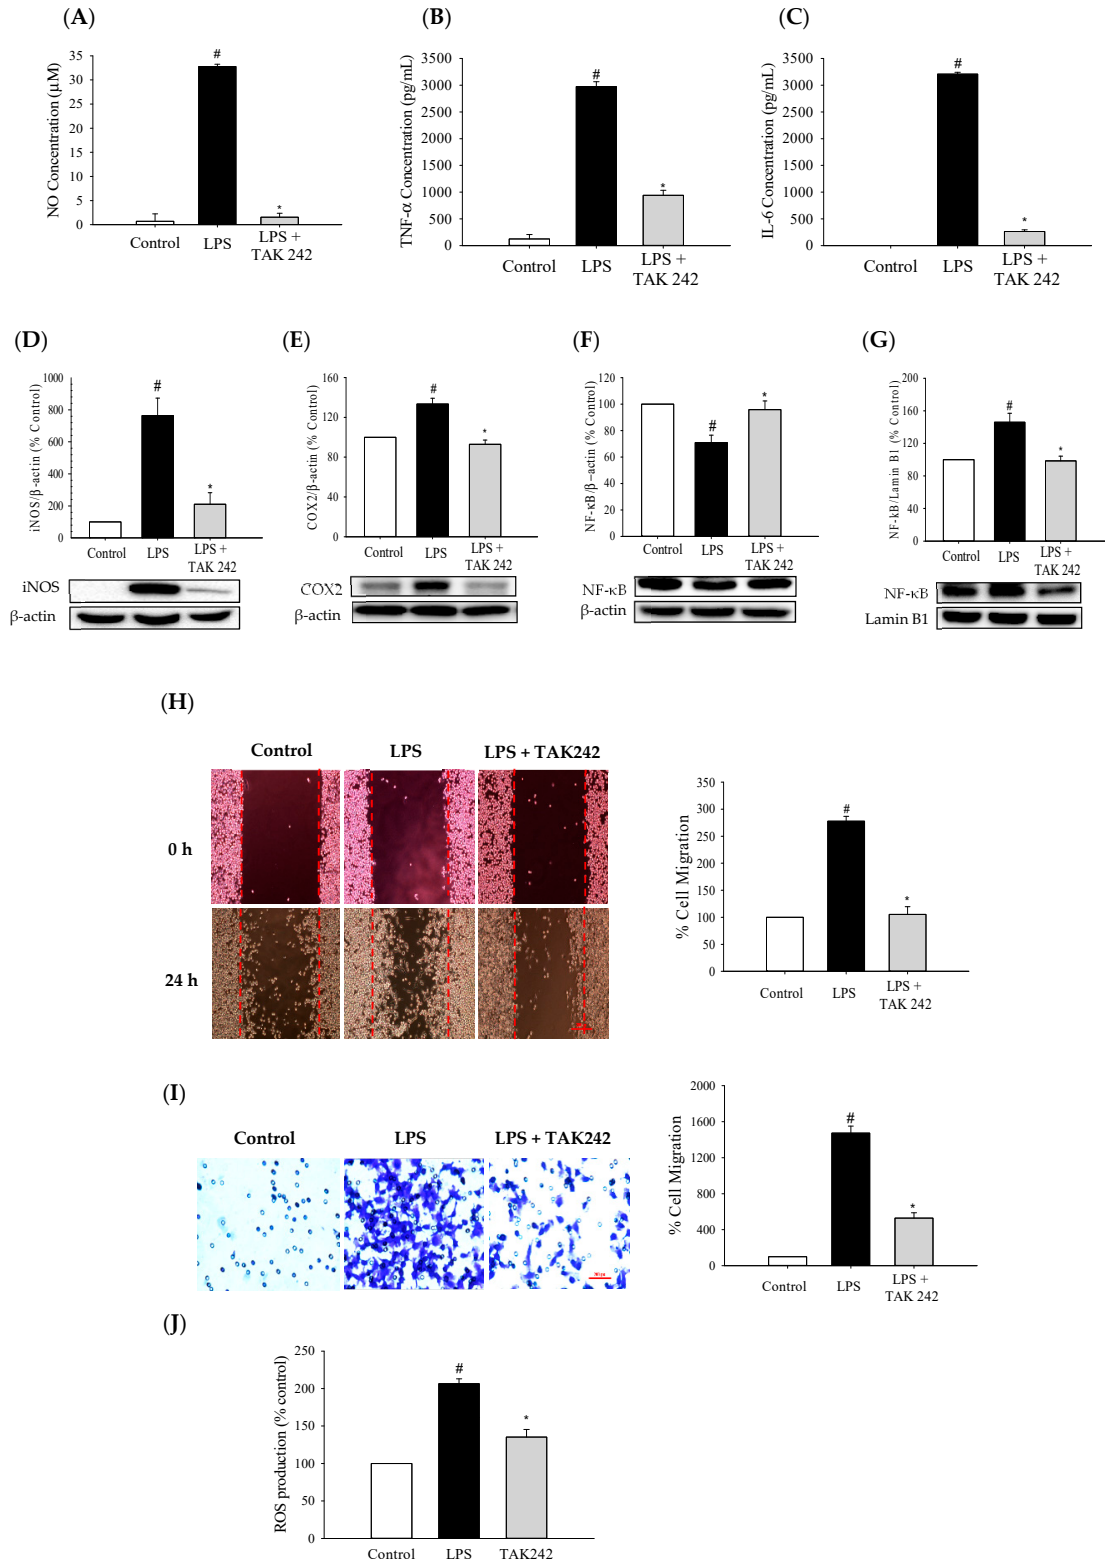 (A)
NO Concentration (µM)
35
30
25
20
15
10
5
0
#
*
Control
LPS
LPS +
TAK 242
(B)
TNF-α Concentration (pg/mL)
3500
3000
2500
2000
1500
1000
500
0
#
*
Control
LPS
LPS +
TAK 242
(C)
IL-6 Concentration (pg/mL)
3500
3000
2500
2000
1500
1000
500
0
#
*
Control
LPS
LPS +
TAK 242
(D)
iNOS/β-actin (% Control)
1000
800
600
400
200
0
#
*
Control
LPS
LPS +
TAK 242
iNOS
β-actin
(E)
COX2/β-actin (% Control)
160
120
80
40
0
#
*
Control
LPS
LPS +
TAK 242
COX2
β-actin
(F)
NF-κB/β-actin (% Control)
120
100
80
60
40
20
0
#
*
Control
LPS
LPS +
TAK 242
NF-κB
β-actin
(G)
NF-kB/Lamin B1 (% Control)
200
160
120
80
40
0
#
*
Control
LPS
LPS +
TAK 242
NF-κB
Lamin B1
(H)
Control
LPS
LPS + TAK242
0 h
24 h
% Cell Migration
350
300
250
200
150
100
50
0
#
*
Control
LPS
LPS +
TAK 242
(I)
Control
LPS
LPS + TAK242
% Cell Migration
2000
1600
1200
800
400
0
#
*
Control
LPS
LPS +
TAK 242
(J)
ROS production (% control)
250
200
150
100
50
0
#
*
Control
LPS
TAK242